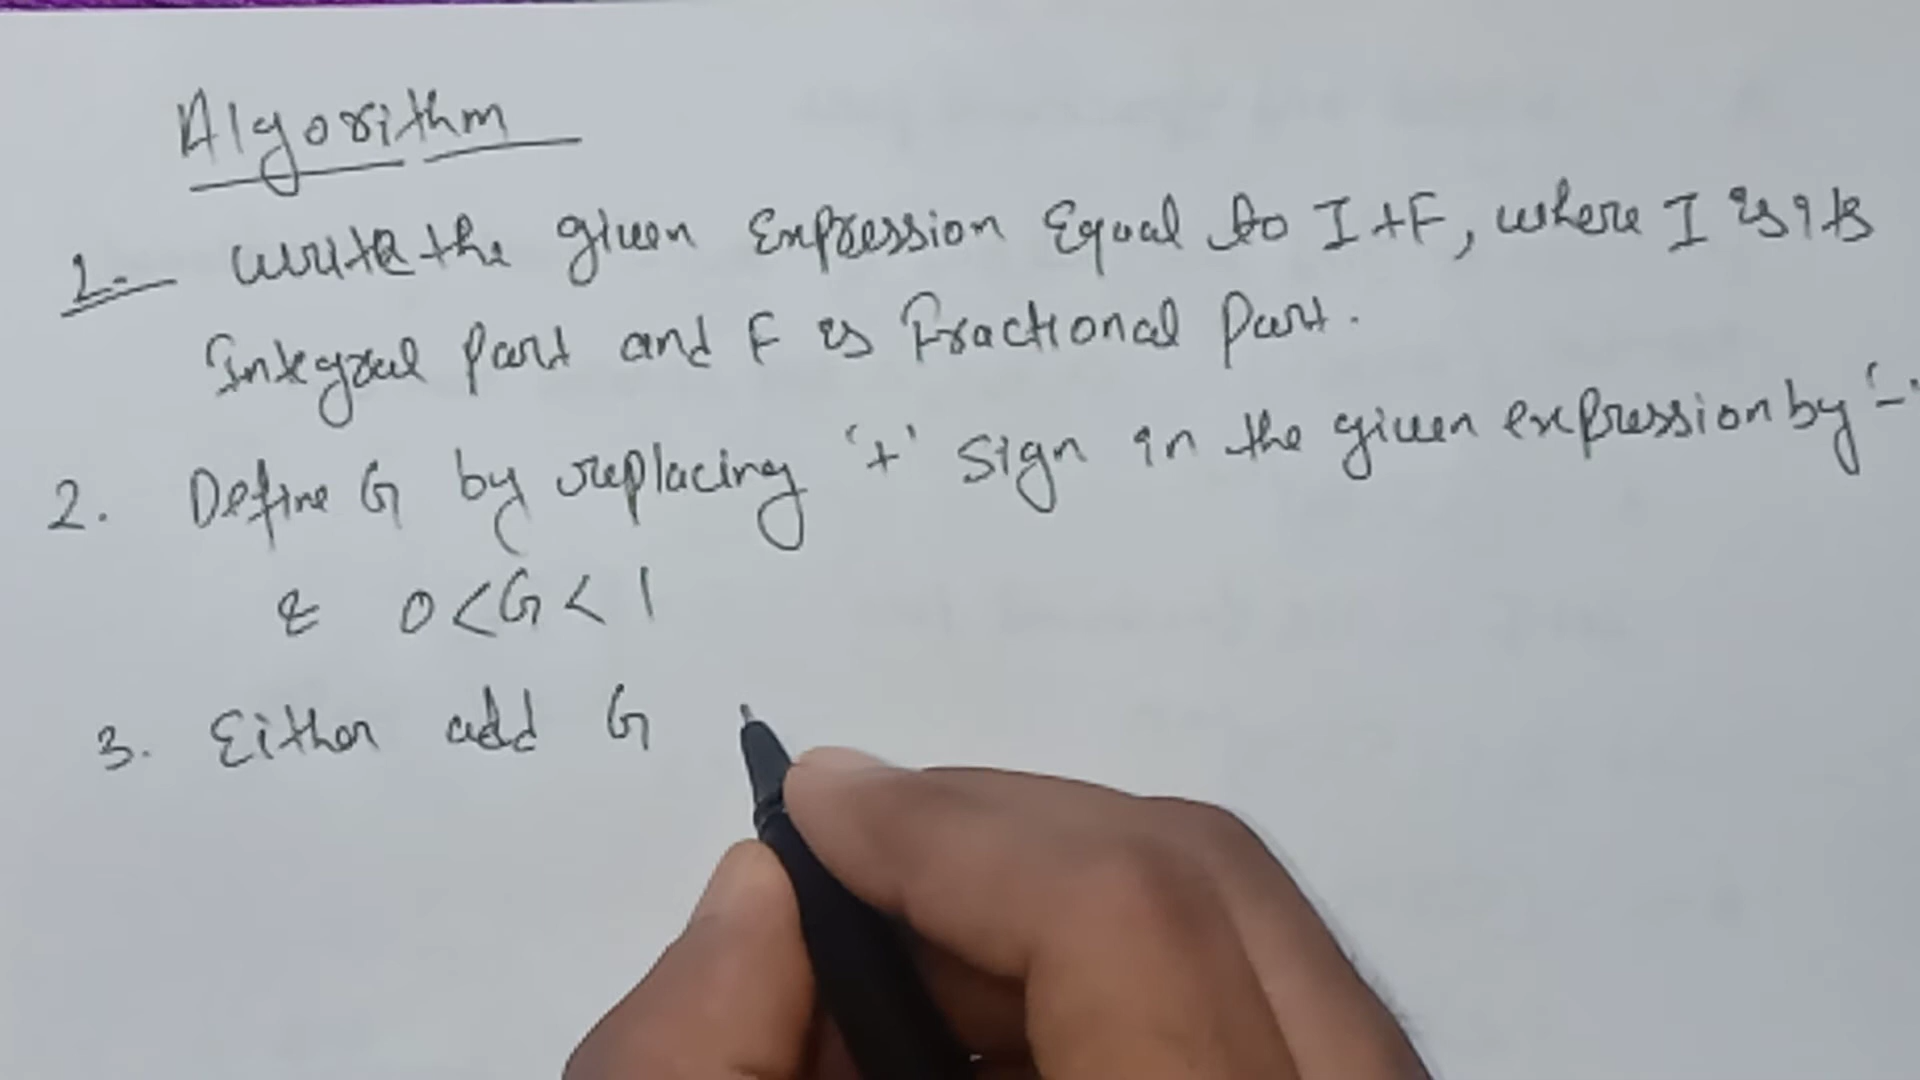 Algorithm
1. Write the given Expression Equal to I+F, where I is its
Integral part and F is Fractional Part.
2. Define G by replacing '+' sign in the given expression by '-'
& 0<G<1
3. Either add G